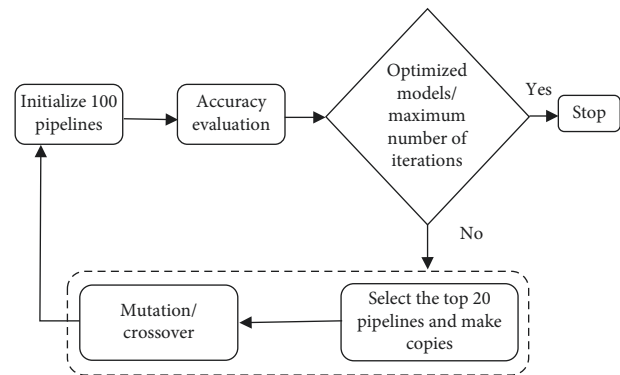 Initialize 100
pipelines
Accuracy
evaluation
Optimized
models/
maximum
number of
iterations
Yes
Stop
No
Select the top 20
pipelines and make
copies
Mutation/
crossover